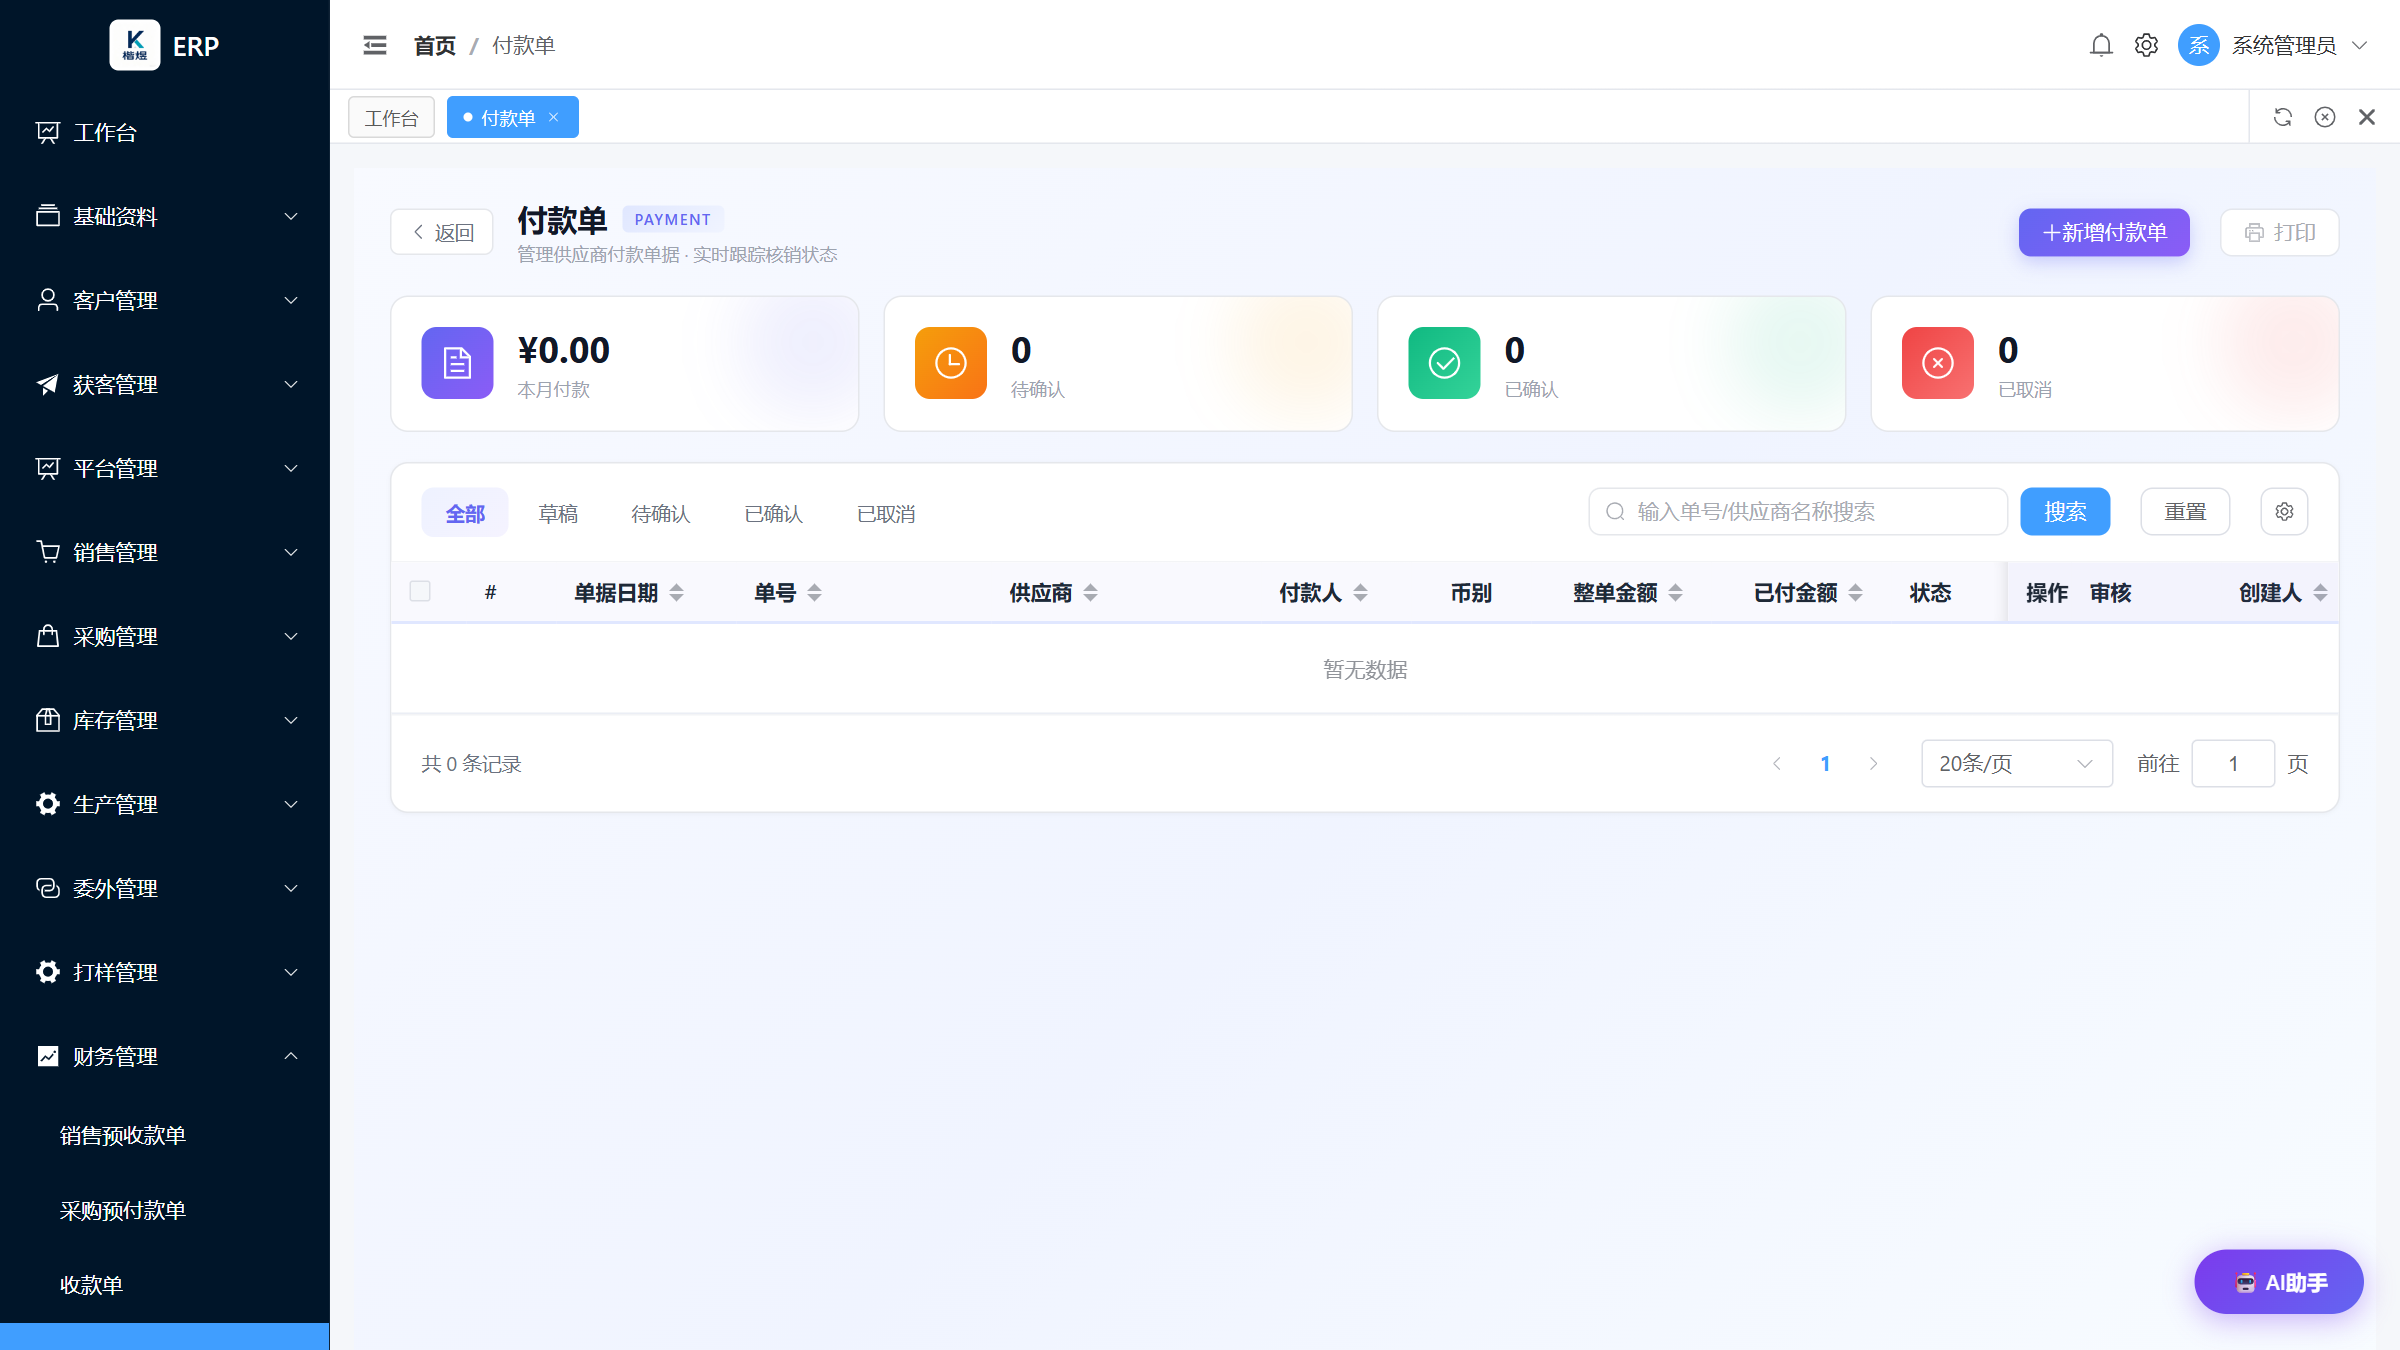 K
楷煜
ERP
工作台
基础资料
客户管理
获客管理
平台管理
销售管理
采购管理
库存管理
生产管理
委外管理
打样管理
财务管理
销售预收款单
采购预付款单
收款单
首页 / 付款单
系 系统管理员
工作台 付款单
返回
付款单 PAYMENT
管理供应商付款单据 · 实时跟踪核销状态
新增付款单 打印
¥0.00
本月付款
0
待确认
0
已确认
0
已取消
全部 草稿 待确认 已确认 已取消
输入单号/供应商名称搜索 搜索 重置
# 单据日期 单号 供应商 付款人 币别 整单金额 已付金额 状态 操作 审核 创建人
暂无数据
共 0 条记录 1 20条/页 前往 1 页
AI助手